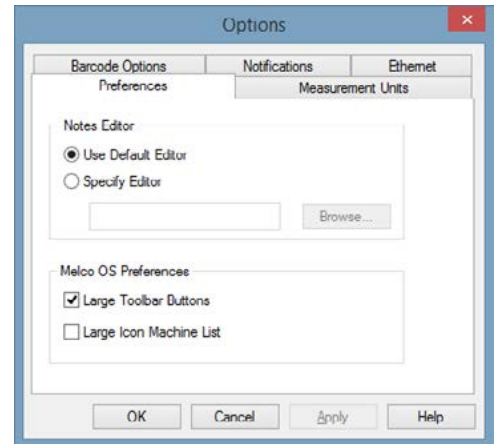 Options
Barcode Options Notifications Ethernet
Preferences Measurement Units
Notes Editor
Use Default Editor
Specify Editor
Browse...
Melco OS Preferences
Large Toolbar Buttons
Large Icon Machine List
OK Cancel Apply Help